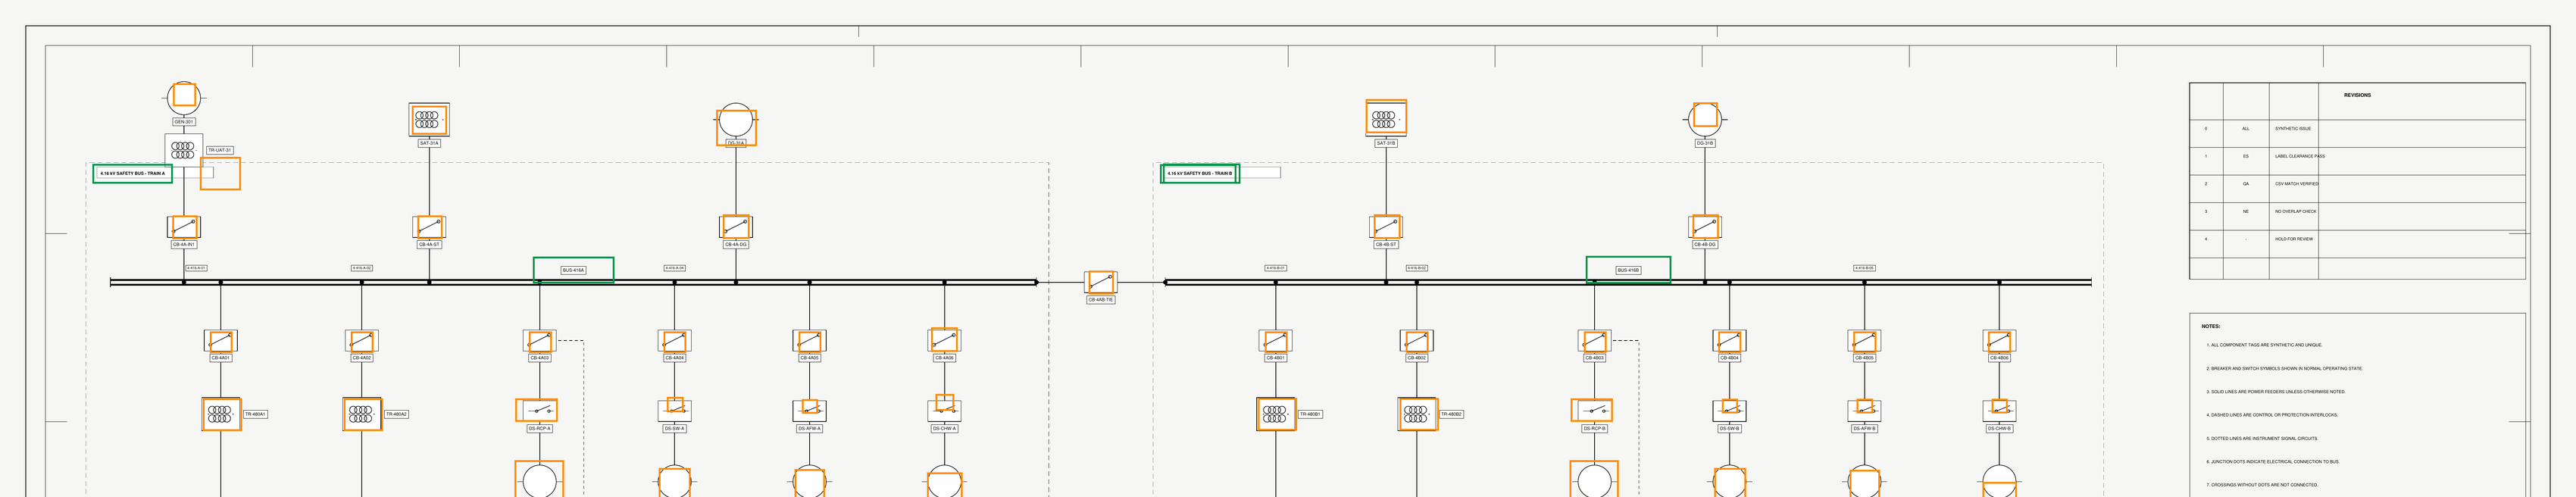 REVISIONS
0 ALL SYNTHETIC ISSUE
1 ES LABEL CLEARANCE PASS
2 QA CSV MATCH VERIFIED
3 NE NO OVERLAP CHECK
4 - HOLD FOR REVIEW
GEN-301
TR-UAT-31
SAT-31A
DG-31A
SAT-31B
DG-31B
4.16 kV SAFETY BUS - TRAIN A
4.16 kV SAFETY BUS - TRAIN B
CB-4A-IN1
CB-4A-ST
CB-4A-DG
CB-4B-ST
CB-4B-DG
BUS-416A
BUS-416B
CB-4AB-TIE
CB-4A01
CB-4A02
CB-4A03
CB-4A04
CB-4A05
CB-4A06
CB-4B01
CB-4B02
CB-4B03
CB-4B04
CB-4B05
CB-4B06
TR-480A1
TR-480A2
TR-480B1
TR-480B2
DS-RCP-A
DS-SW-A
DS-AFW-A
DS-CHW-A
DS-RCP-B
DS-SW-B
DS-AFW-B
DS-CHW-B
NOTES:
1. ALL COMPONENT TAGS ARE SYNTHETIC AND UNIQUE.
2. BREAKER AND SWITCH SYMBOLS SHOWN IN NORMAL OPERATING STATE.
3. SOLID LINES ARE POWER FEEDERS UNLESS OTHERWISE NOTED.
4. DASHED LINES ARE CONTROL OR PROTECTION INTERLOCKS.
5. DOTTED LINES ARE INSTRUMENT SIGNAL CIRCUITS.
6. JUNCTION DOTS INDICATE ELECTRICAL CONNECTION TO BUS.
7. CROSSINGS WITHOUT DOTS ARE NOT CONNECTED.